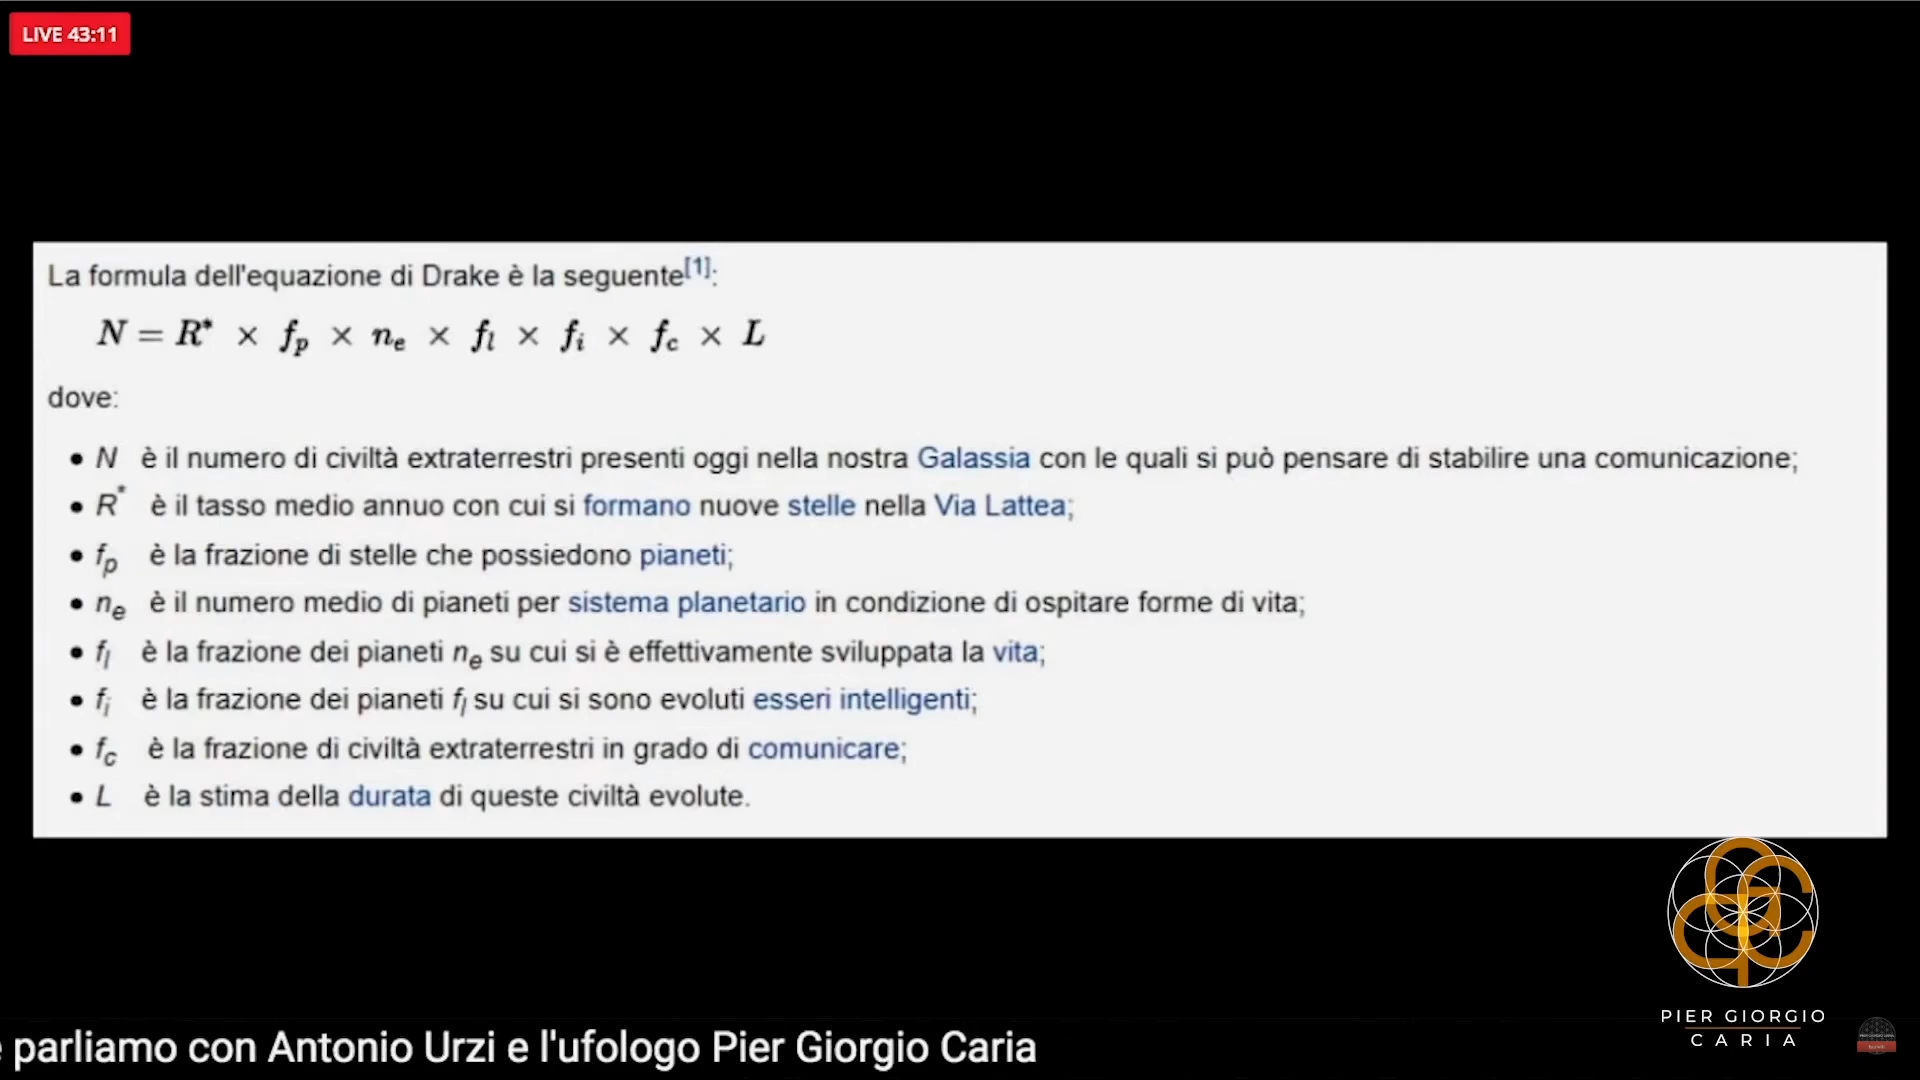 LIVE 43:11
La formula dell'equazione di Drake è la seguente[1]:
N = R* × fp × ne × fl × fi × fc × L
dove:
• N è il numero di civiltà extraterrestri presenti oggi nella nostra Galassia con le quali si può pensare di stabilire una comunicazione;
• R* è il tasso medio annuo con cui si formano nuove stelle nella Via Lattea;
• fp è la frazione di stelle che possiedono pianeti;
• ne è il numero medio di pianeti per sistema planetario in condizione di ospitare forme di vita;
• fl è la frazione dei pianeti ne su cui si è effettivamente sviluppata la vita;
• fi è la frazione dei pianeti fl su cui si sono evoluti esseri intelligenti;
• fc è la frazione di civiltà extraterrestri in grado di comunicare;
• L è la stima della durata di queste civiltà evolute.
PIER GIORGIO
CARIA
parliamo con Antonio Urzi e l'ufologo Pier Giorgio Caria